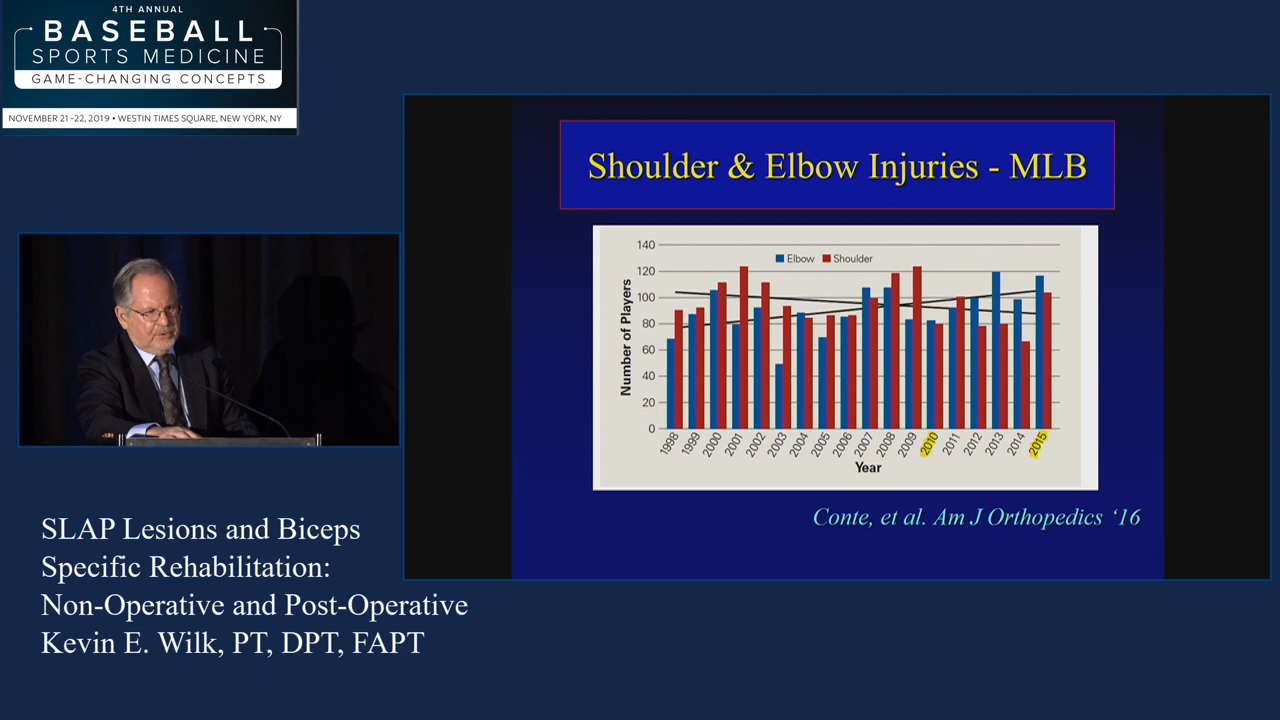 4TH ANNUAL
BASEBALL
SPORTS MEDICINE
GAME-CHANGING CONCEPTS
NOVEMBER 21-22, 2019 • WESTIN TIMES SQUARE, NEW YORK, NY
Shoulder & Elbow Injuries - MLB
Number of Players
140
120
100
80
60
40
20
0
Elbow Shoulder
1998 1999 2000 2001 2002 2003 2004 2005 2006 2007 2008 2009 2010 2011 2012 2013 2014 2015
Year
Conte, et al. Am J Orthopedics ‘16
SLAP Lesions and Biceps
Specific Rehabilitation:
Non-Operative and Post-Operative
Kevin E. Wilk, PT, DPT, FAPT